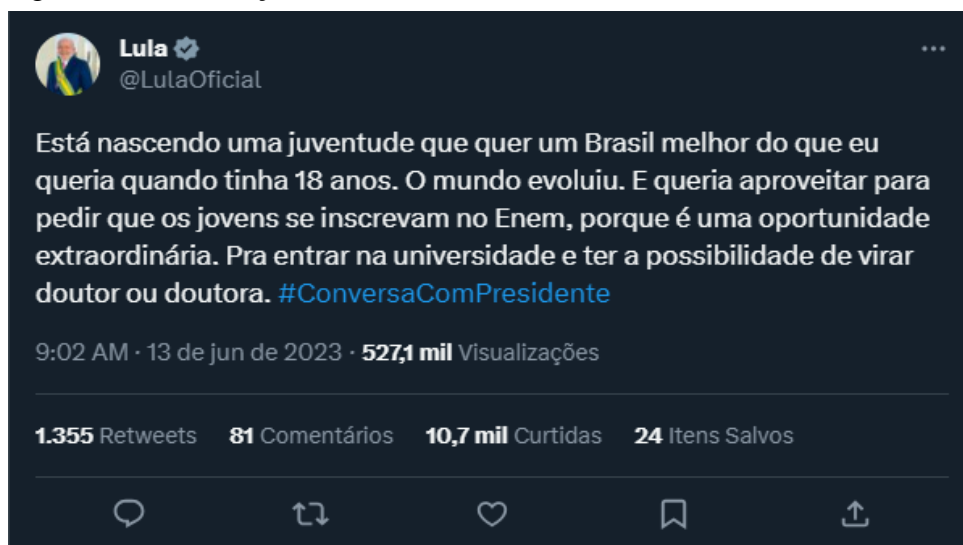 Lula
@LulaOficial
Está nascendo uma juventude que quer um Brasil melhor do que eu
queria quando tinha 18 anos. O mundo evoluiu. E queria aproveitar para
pedir que os jovens se inscrevam no Enem, porque é uma oportunidade
extraordinária. Pra entrar na universidade e ter a possibilidade de virar
doutor ou doutora. #ConversaComPresidente
9:02 AM · 13 de jun de 2023 · 527,1 mil Visualizações
1.355 Retweets 81 Comentários 10,7 mil Curtidas 24 Itens Salvos